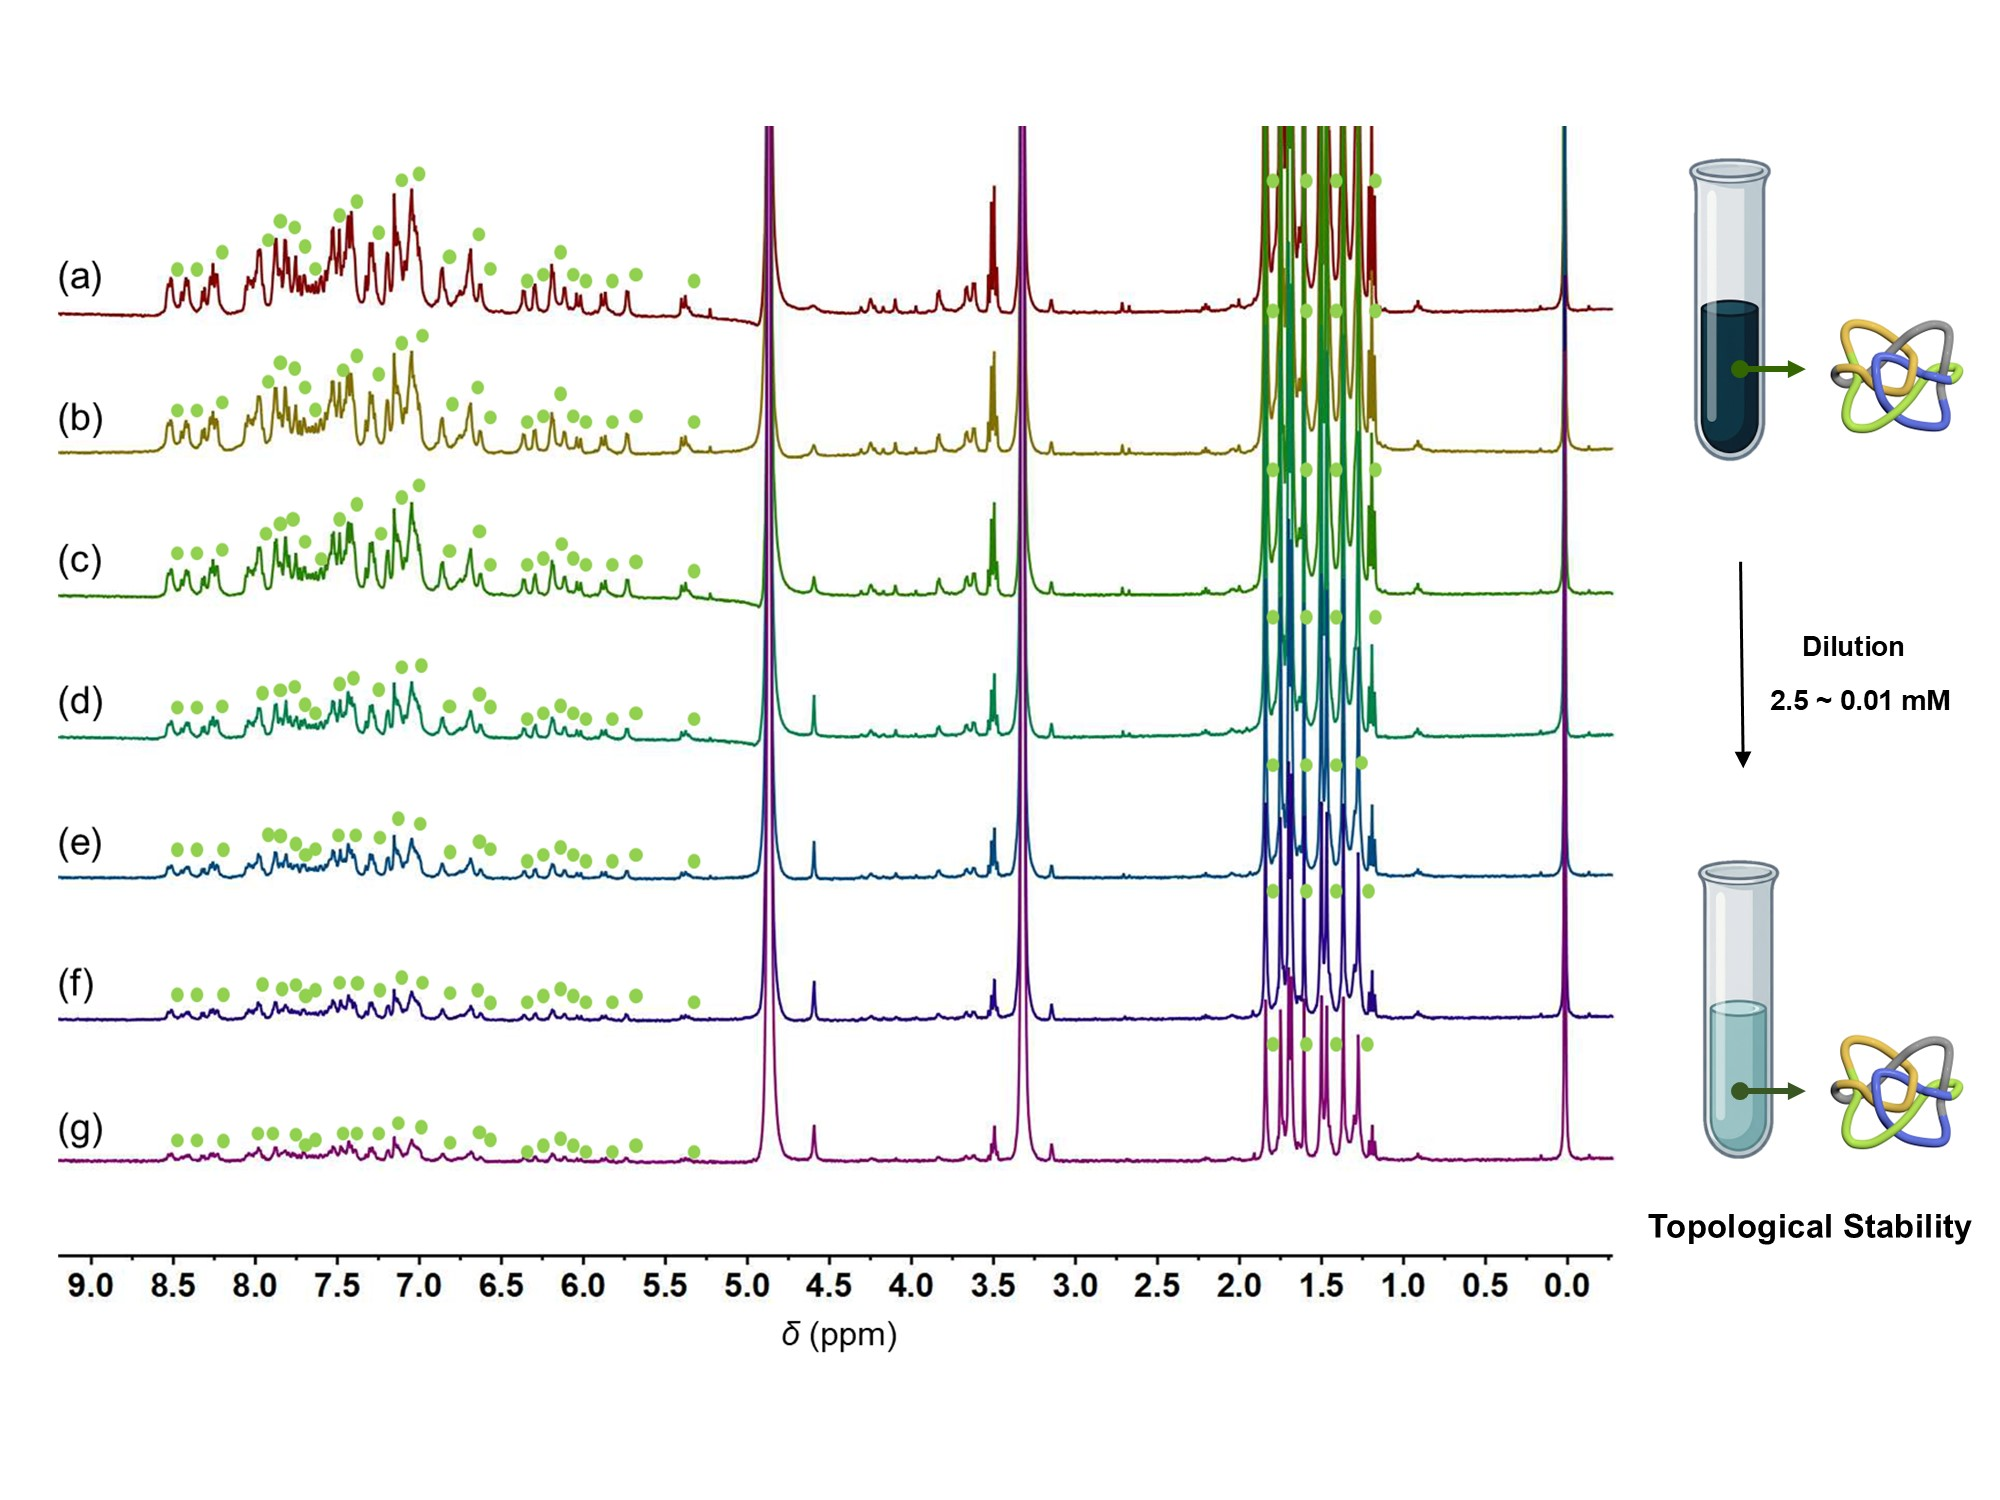 (a)
(b)
(c)
(d)
(e)
(f)
(g)
9.0 8.5 8.0 7.5 7.0 6.5 6.0 5.5 5.0 4.5 4.0 3.5 3.0 2.5 2.0 1.5 1.0 0.5 0.0
δ (ppm)
Dilution
2.5 ~ 0.01 mM
Topological Stability